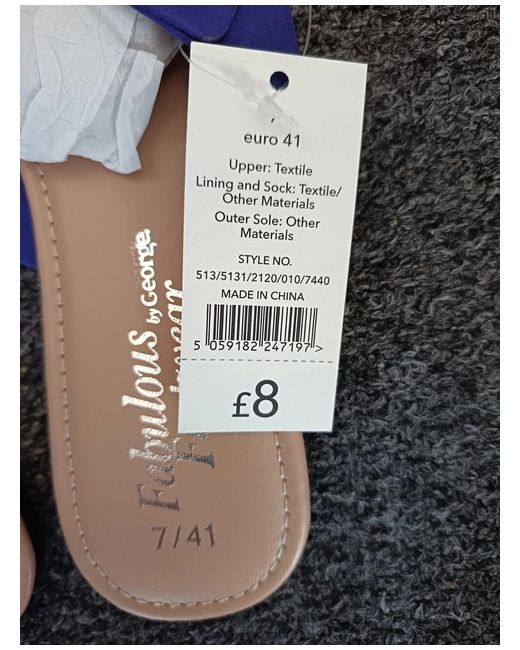 euro 41
Upper: Textile
Lining and Sock: Textile/
Other Materials
Outer Sole: Other
Materials
STYLE NO.
513/5131/2120/010/7440
MADE IN CHINA
5 059182 247197 >
£8
Fabulous by George.
7/41